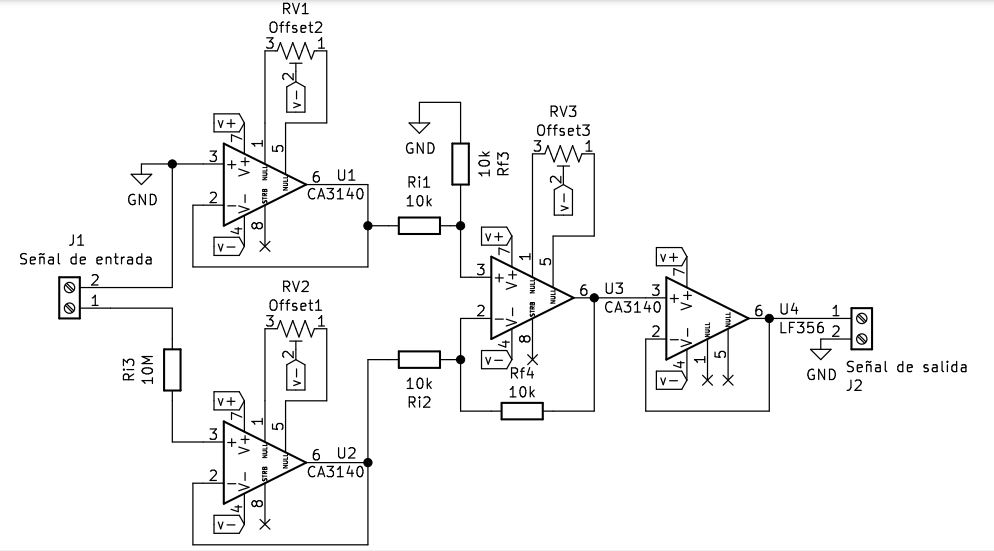 RV1
Offset2
3 1
2
v-
v+
7
1
5
3
+
V+
NULL
NULL
6
U1
CA3140
2
-
V-
STRB
4
8
v-
GND
J1
Señal de entrada
2
1
Ri3
10M
RV2
Offset1
3 1
2
v-
v+
7
1
5
3
+
V+
NULL
NULL
6
U2
CA3140
2
-
V-
STRB
4
8
v-
GND
10k
Rf3
Ri1
10k
10k
Ri2
RV3
Offset3
3 1
2
v-
v+
7
1
5
3
+
V+
NULL
NULL
6
U3
CA3140
2
-
V-
STRB
4
8
v-
Rf4
10k
v+
7
3
+
V+
2
-
V-
NULL
NULL
4
1
5
v-
6
U4
LF356
1
2
GND
Señal de salida
J2